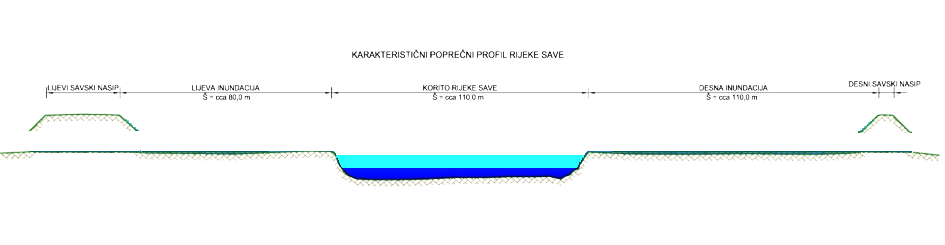 KARAKTERISTIČNI POPREČNI PROFIL RIJEKE SAVE
LIJEVI SAVSKI NASIP
LIJEVA INUNDACIJA
Š = cca 80,0 m
KORITO RIJEKE SAVE
Š = cca 110,0 m
DESNA INUNDACIJA
Š = cca 110,0 m
DESNI SAVSKI NASIP